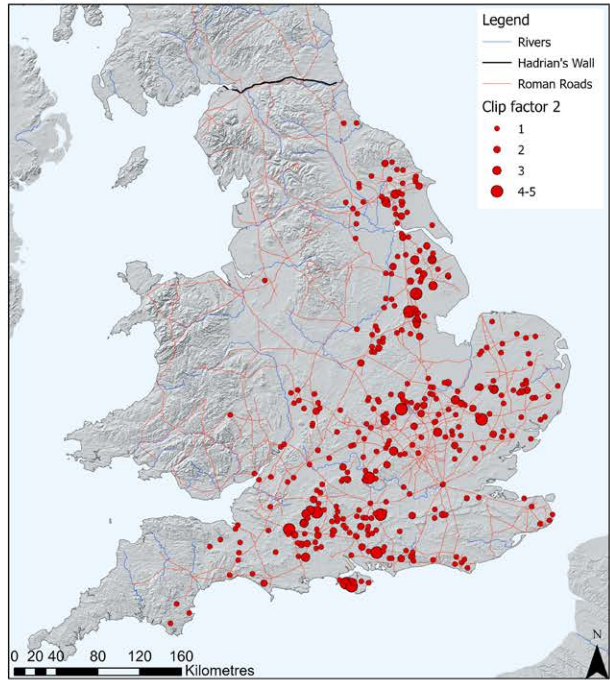 Legend
Rivers
Hadrian's Wall
Roman Roads
Clip factor 2
1
2
3
4-5
N
0 20 40 80 120 160
Kilometres